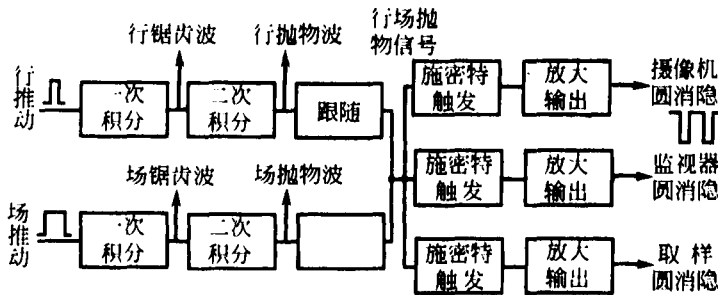 行锯齿波
行抛物波
行场抛
物信号
行推动
一次
积分
二次
积分
跟随
施密特
触发
放大
输出
摄像机
圆消隐
场锯齿波
场抛物波
施密特
触发
放大
输出
监视器
圆消隐
场推动
一次
积分
二次
积分
施密特
触发
放大
输出
取样
圆消隐